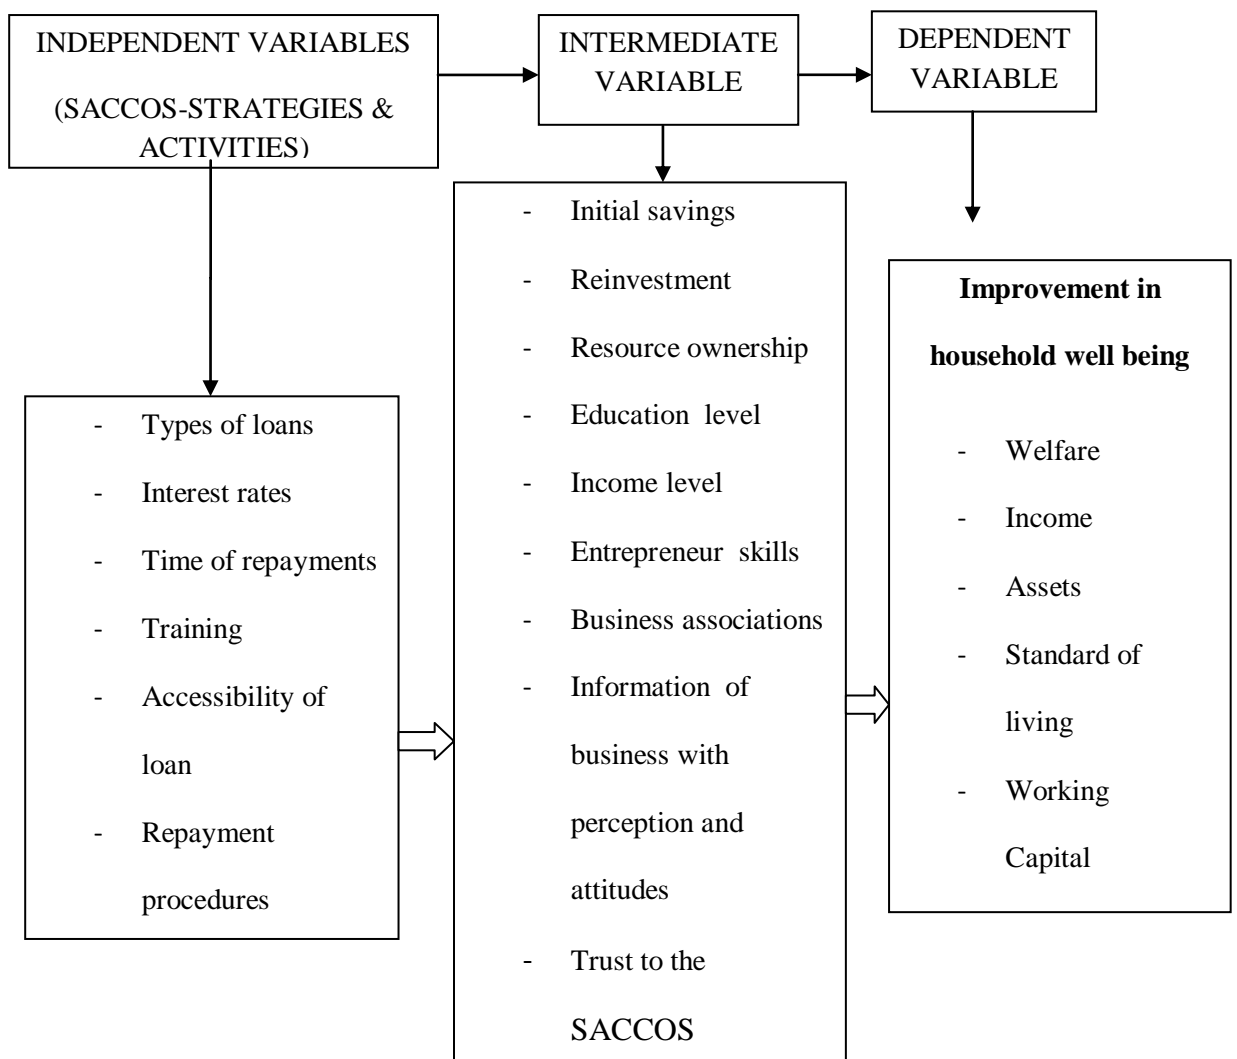 INDEPENDENT VARIABLES
(SACCOS-STRATEGIES &
ACTIVITIES)
INTERMEDIATE
VARIABLE
DEPENDENT
VARIABLE
- Types of loans
- Interest rates
- Time of repayments
- Training
- Accessibility of
loan
- Repayment
procedures
- Initial savings
- Reinvestment
- Resource ownership
- Education level
- Income level
- Entrepreneur skills
- Business associations
- Information of
business with
perception and
attitudes
- Trust to the
SACCOS
Improvement in
household well being
- Welfare
- Income
- Assets
- Standard of
living
- Working
Capital